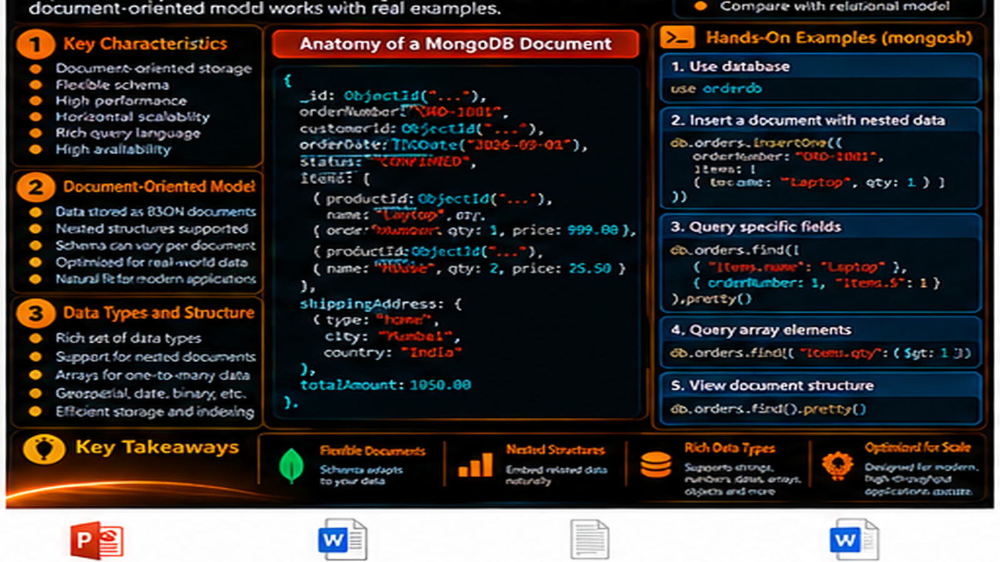 document-oriented model works with real examples.
Compare with relational model
1 Key Characteristics
Document-oriented storage
Flexible schema
High performance
Horizontal scalability
Rich query language
High availability
2 Document-Oriented Model
Data stored as BSON documents
Nested structures supported
Schema can vary per document
Optimized for real-world data
Natural fit for modern applications
3 Data Types and Structure
Rich set of data types
Support for nested documents
Arrays for one-to-many data
Geospatial, date, binary, etc.
Efficient storage and indexing
Anatomy of a MongoDB Document
{
_id: ObjectId("..."),
orderNumber: "ORD-1001",
customerId: ObjectId("..."),
orderDate: ("2026-09-01"),
status:
items: [
{ productId: ObjectId("..."),
name: "Laptop",
{ order: qty: 1, price: 999.00 },
{ productId: ObjectId("..."),
{ name: "Mouse", qty: 2, price: 25.50 }
],
shippingAddress: {
{ type: "home",
city: "Mumbai",
country: "India"
},
totalAmount: 1050.00
},
>_ Hands-On Examples (mongosh)
1. Use database
use orderdb
2. Insert a document with nested data
db.orders.insertOne({
orderNumber: "ORD-1001",
items: [
{ "Laptop", qty: 1 } ]
})
3. Query specific fields
db.orders.find({
{ "items.name": "Laptop" },
{ orderNumber: 1, "items.$": 1 }
).pretty()
4. Query array elements
db.orders.find({ "items.qty": { $gt: 1 })
5. View document structure
db.orders.find().pretty()
Key Takeaways
Flexible Documents
Schema adapts
to your data
Nested Structures
Embed related data
naturally
Rich Data Types
Supports strings,
numbers, dates, arrays,
objects and more
Optimized for Scale
Designed for modern,
high-throughput
applications
P
W
W